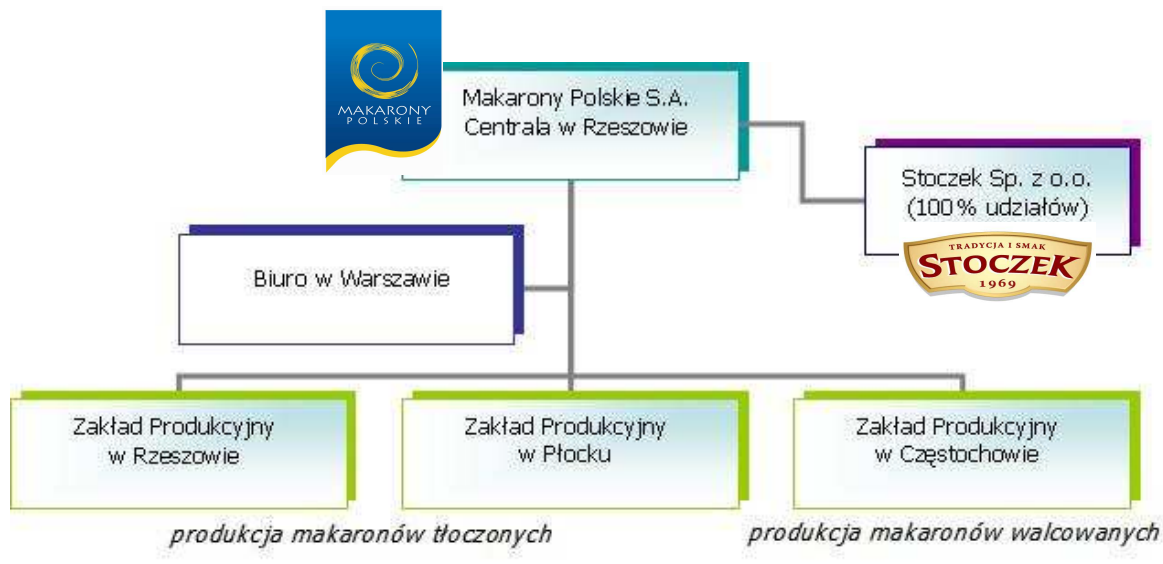 MAKARONY
POLSKIE
Makarony Polskie S.A.
Centrala w Rzeszowie
Stoczek Sp. z o.o.
(100% udziałów)
TRADYCJA I SMAK
STOCZEK
1969
Biuro w Warszawie
Zakład Produkcyjny
w Rzeszowie
Zakład Produkcyjny
w Płocku
Zakład Produkcyjny
w Częstochowie
produkcja makaronów tłoczonych
produkcja makaronów walcowanych